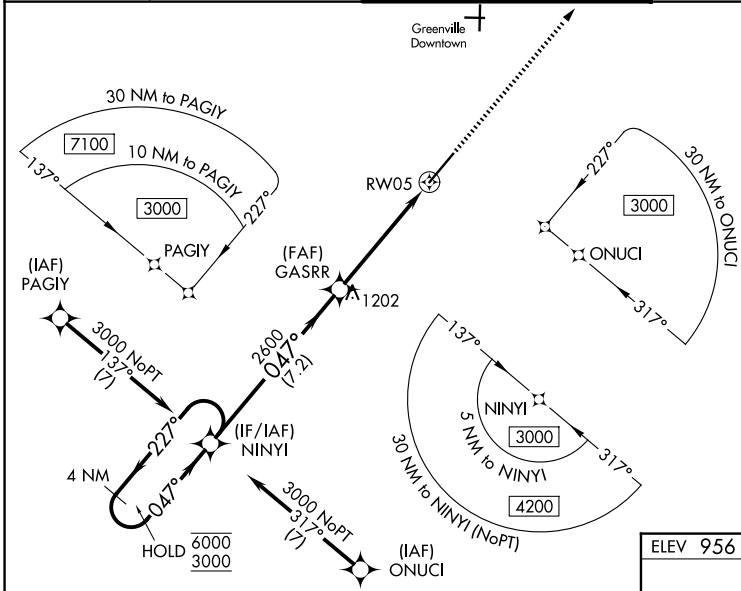 Greenville
Downtown
30 NM to PAGIY
7100
10 NM to PAGIY
137°
3000
227°
PAGIY
RW05
227°
30 NM to ONUCI
3000
ONUCI
317°
(FAF)
GASRR
1202
(IAF)
PAGIY
3000 NoPT
137°
(7)
2600
047°
(7.2)
137°
NINYI
3000
5 NM to NINYI
317°
4200
30 NM to NINYI (NoPT)
227°
(IF/IAF)
NINYI
4 NM
047°
HOLD 6000
3000
3000 NoPT
317°
(7)
(IAF)
ONUCI
ELEV 956